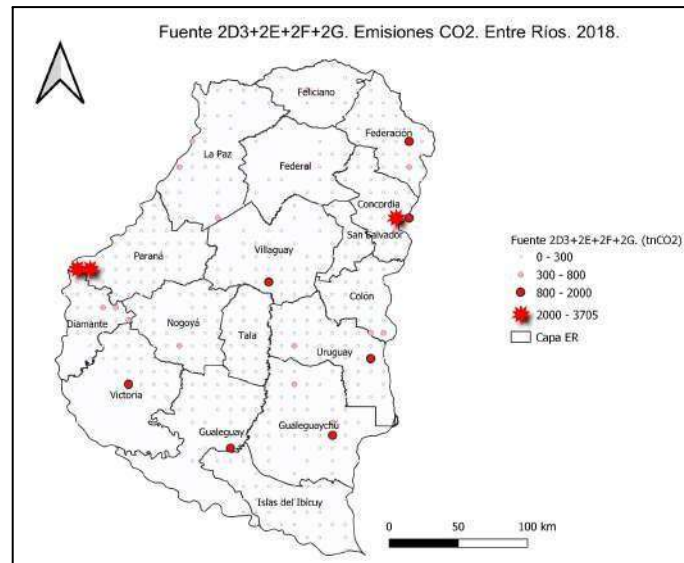 Fuente 2D3+2E+2F+2G. Emisiones CO2. Entre Ríos. 2018.
Feliciano
Federación
La Paz
Federal
Concordia
San Salvador
Paraná
Villaguay
Colón
Diamante
Nogoyá
Tala
Uruguay
Victoria
Gualeguay
Gualeguaychú
Islas del Ibicuy
Fuente 2D3+2E+2F+2G. (tnCO2)
0 - 300
300 - 800
800 - 2000
2000 - 3705
Capa ER
0 50 100 km